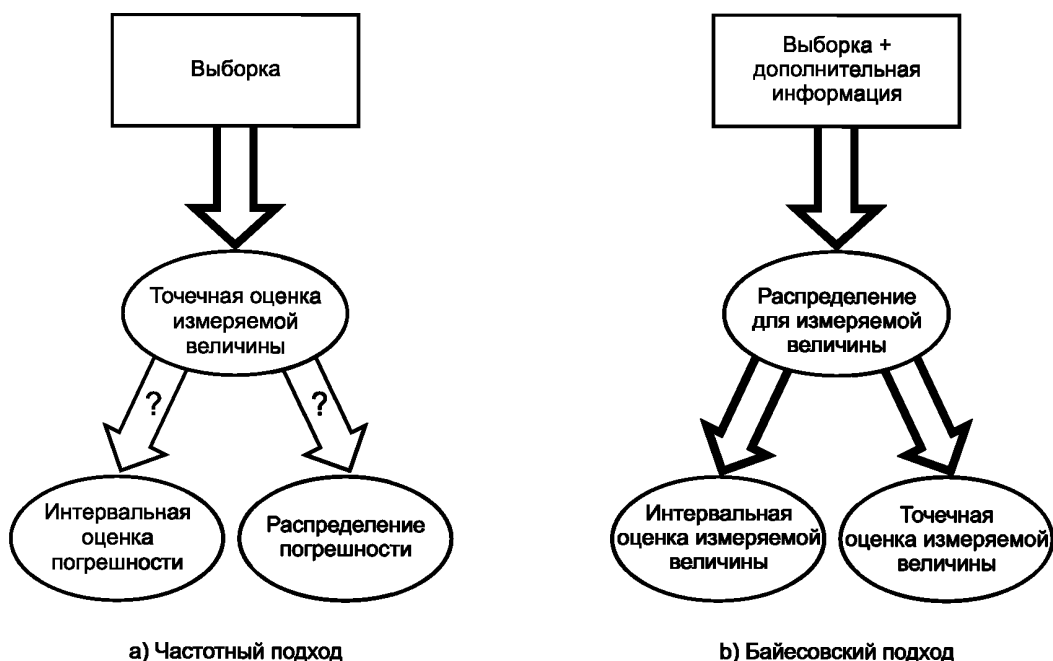 Выборка
Точечная оценка
измеряемой
величины
?
?
Интервальная
оценка
погрешности
Распределение
погрешности
a) Частотный подход
Выборка +
дополнительная
информация
Распределение
для измеряемой
величины
Интервальная
оценка измеряемой
величины
Точечная
оценка измеряемой
величины
b) Байесовский подход